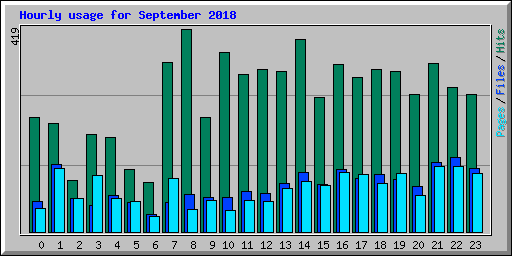 Hourly usage for September 2018
419
Pages/Files/Hits
0 1 2 3 4 5 6 7 8 9 10 11 12 13 14 15 16 17 18 19 20 21 22 23